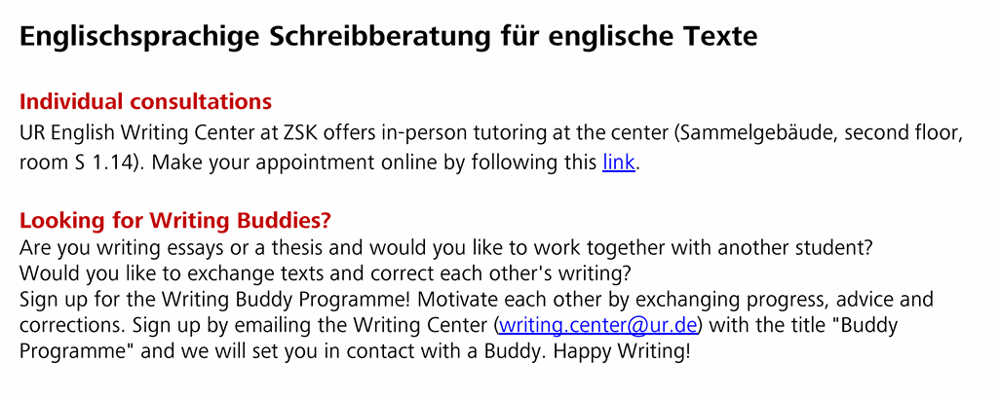 Englischsprachige Schreibberatung für englische Texte
Individual consultations
UR English Writing Center at ZSK offers in-person tutoring at the center (Sammelgebäude, second floor,
room S 1.14). Make your appointment online by following this link.
Looking for Writing Buddies?
Are you writing essays or a thesis and would you like to work together with another student?
Would you like to exchange texts and correct each other's writing?
Sign up for the Writing Buddy Programme! Motivate each other by exchanging progress, advice and
corrections. Sign up by emailing the Writing Center (writing.center@ur.de) with the title "Buddy
Programme" and we will set you in contact with a Buddy. Happy Writing!